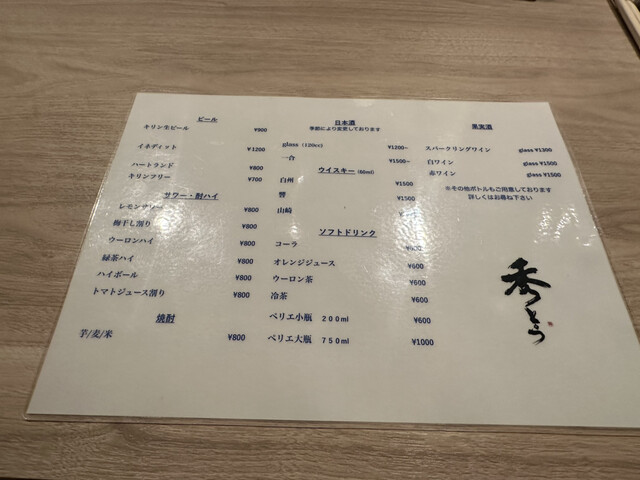 ビール
キリン生ビール ¥900
イネディット ¥1200
ハートランド ¥800
キリンフリー ¥700
サワー・酎ハイ
レモンサワー ¥800
梅干し割り ¥800
ウーロンハイ ¥800
緑茶ハイ ¥800
ハイボール ¥800
トマトジュース割り ¥800
焼酎
芋/麦/米 ¥800
日本酒
季節により変更しております
glass (120cc) ¥1200~
一合 ¥1500~
ウイスキー (60ml)
白州 ¥1500
響 ¥1500
山崎
ソフトドリンク
コーラ
オレンジジュース ¥600
ウーロン茶 ¥600
冷茶 ¥600
ペリエ小瓶 200ml ¥600
ペリエ大瓶 750ml ¥1000
果実酒
スパークリングワイン glass ¥1300
白ワイン glass ¥1500
赤ワイン glass ¥1500
※その他ボトルもご用意しております
詳しくはお尋ね下さい
秀とう